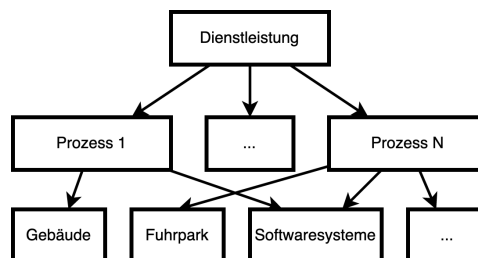 Dienstleistung
Prozess 1
...
Prozess N
Gebäude
Fuhrpark
Softwaresysteme
...